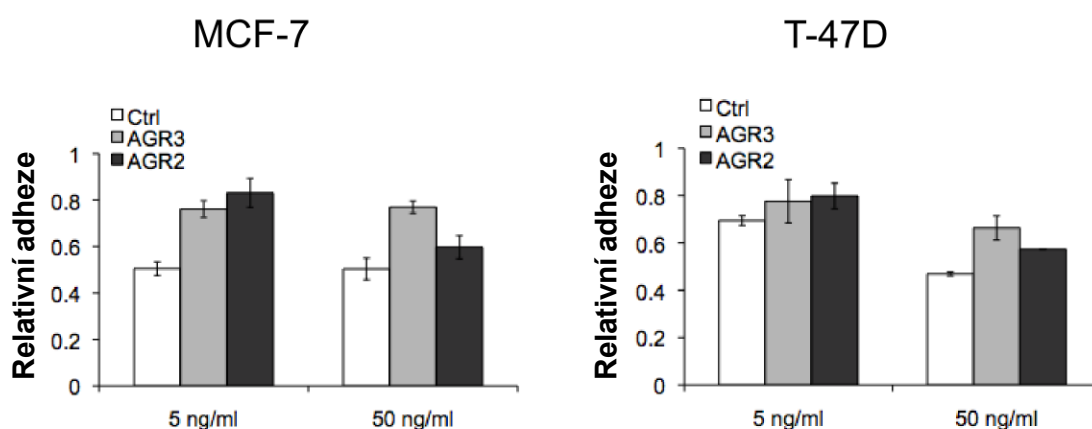 MCF-7
Ctrl
AGR3
AGR2
Relativní adheze
1
0.8
0.6
0.4
0.2
0
5 ng/ml 50 ng/ml
T-47D
Ctrl
AGR3
AGR2
Relativní adheze
1
0.8
0.6
0.4
0.2
0
5 ng/ml 50 ng/ml